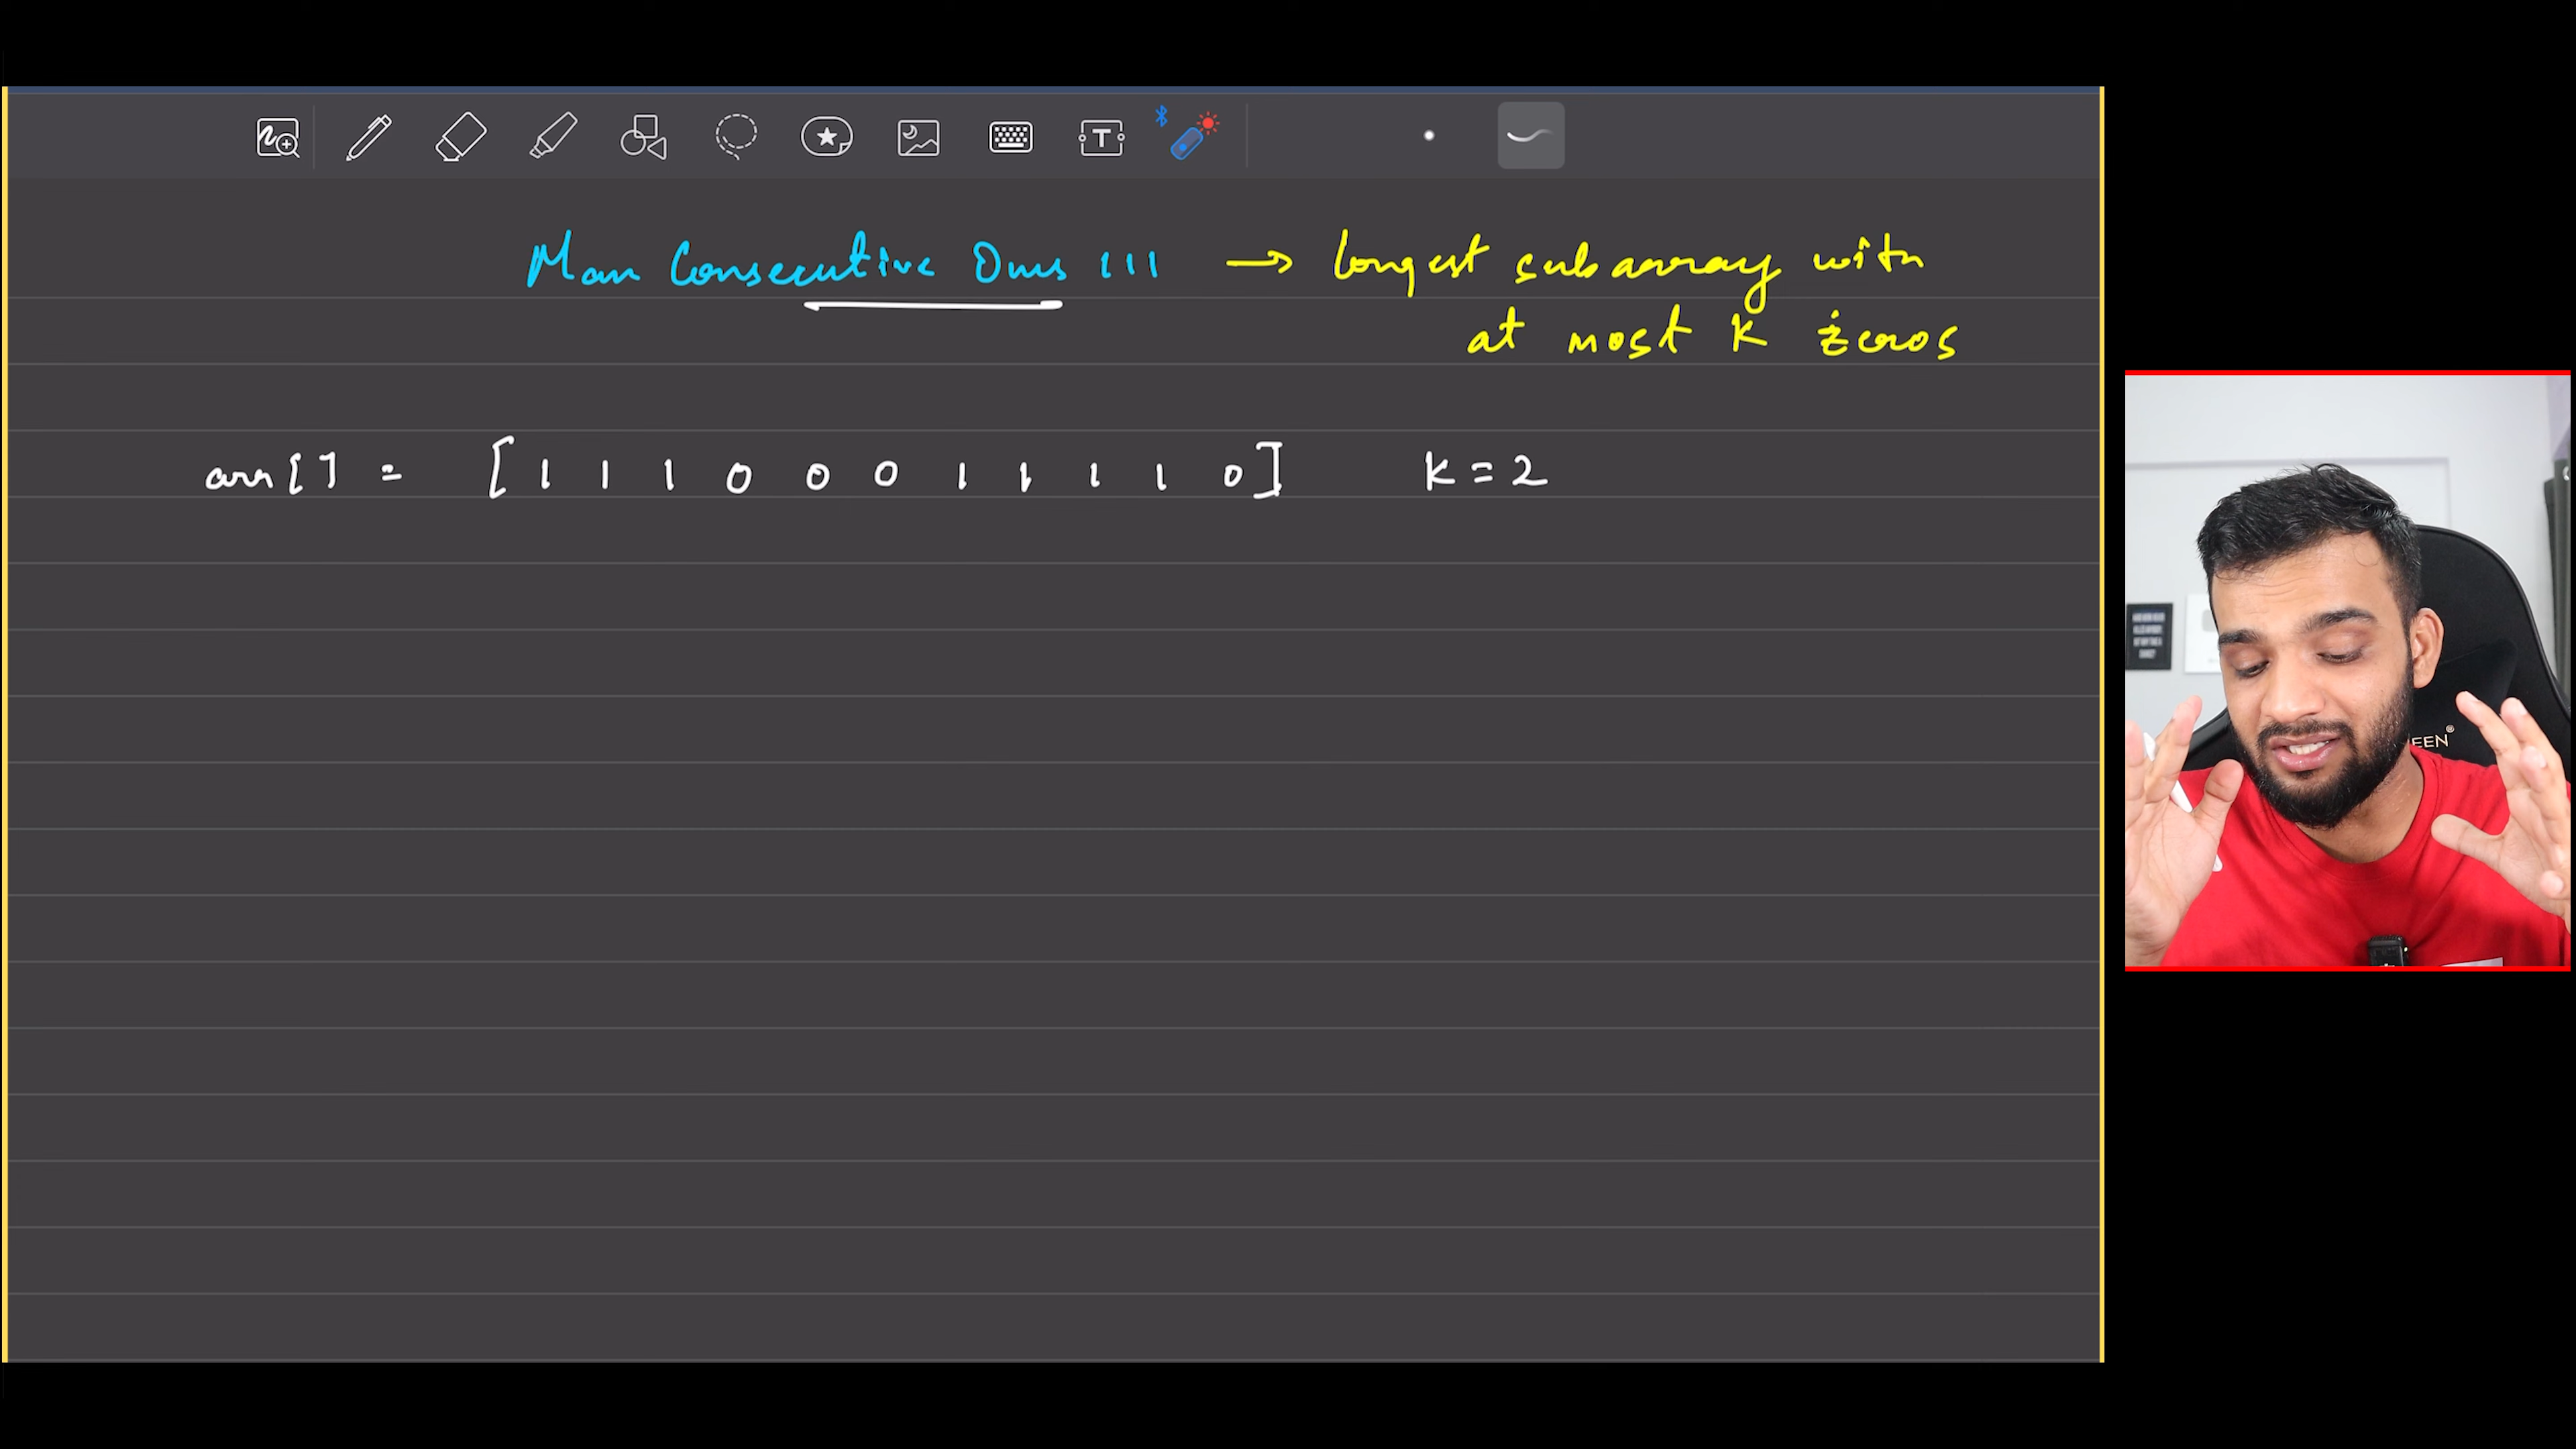 Max Consecutive Ones III → Longest subarray with
at most K zeros
arr[] = [ 1 1 1 0 0 0 1 1 1 1 0 ] K = 2
T
EEN®